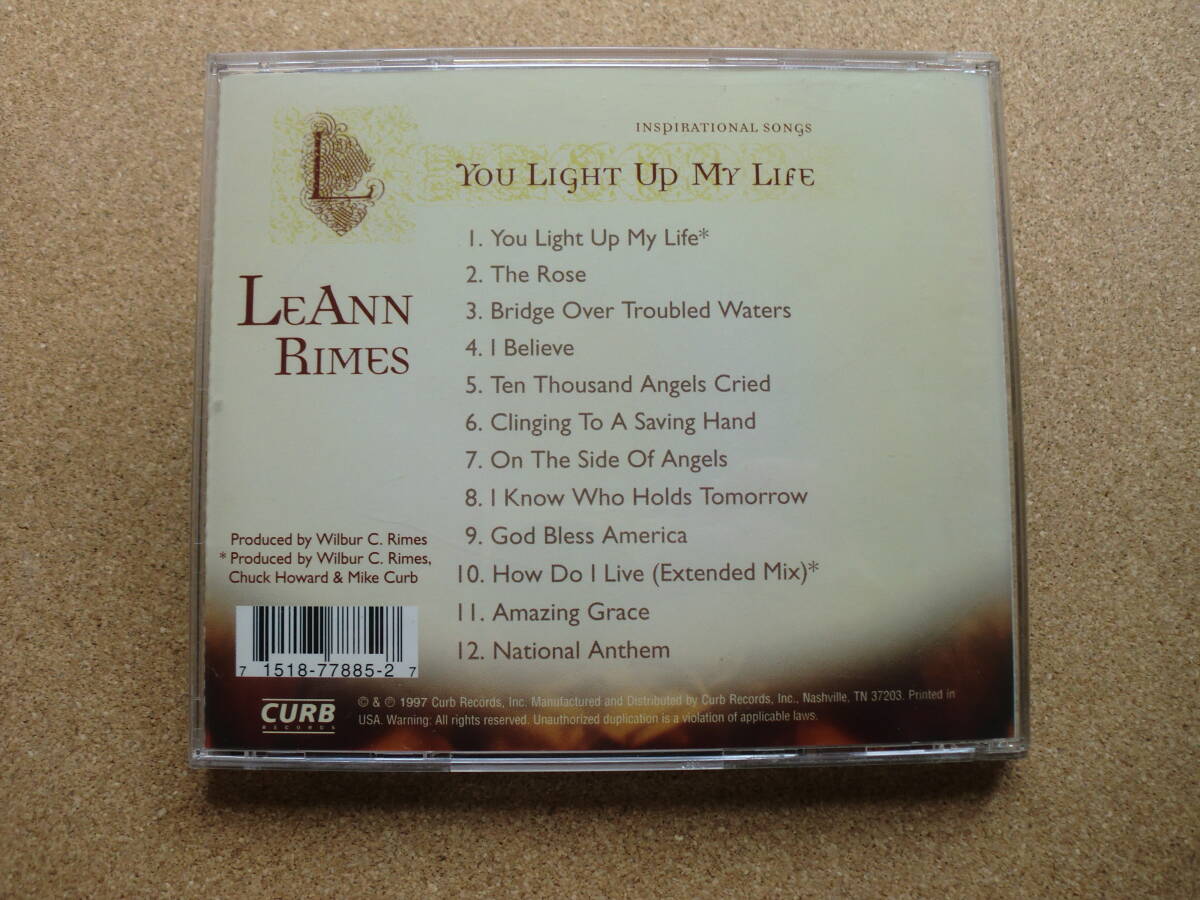 L
INSPIRATIONAL SONGS
YOU LIGHT UP MY LIFE
LEANN
RIMES
1. You Light Up My Life*
2. The Rose
3. Bridge Over Troubled Waters
4. I Believe
5. Ten Thousand Angels Cried
6. Clinging To A Saving Hand
7. On The Side Of Angels
8. I Know Who Holds Tomorrow
9. God Bless America
10. How Do I Live (Extended Mix)*
11. Amazing Grace
12. National Anthem
Produced by Wilbur C. Rimes
* Produced by Wilbur C. Rimes,
Chuck Howard & Mike Curb
7 1518-77885-2 7
CURB
RECORDS
© & ℗ 1997 Curb Records, Inc. Manufactured and Distributed by Curb Records, Inc., Nashville, TN 37203. Printed in
USA. Warning: All rights reserved. Unauthorized duplication is a violation of applicable laws.